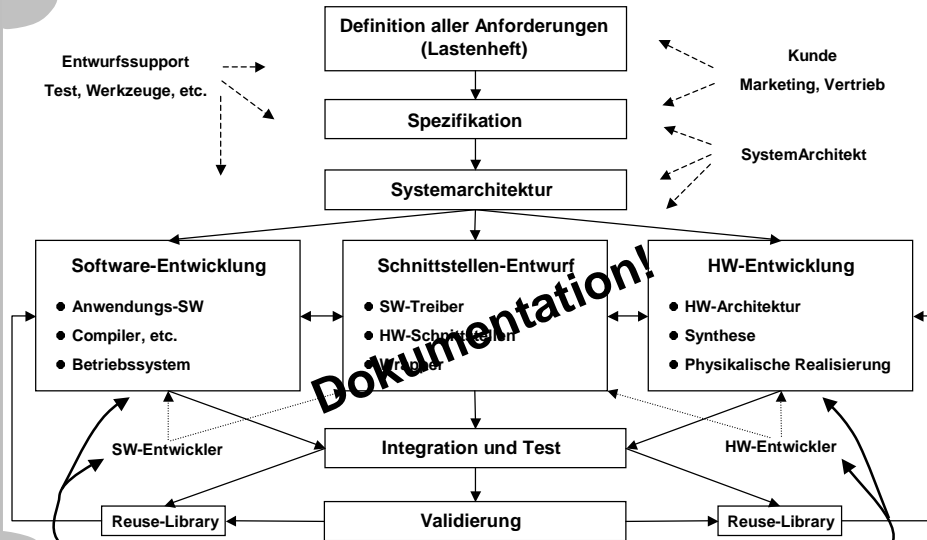 Definition aller Anforderungen
(Lastenheft)
Entwurfssupport
Test, Werkzeuge, etc.
Kunde
Marketing, Vertrieb
Spezifikation
SystemArchitekt
Systemarchitektur
Software-Entwicklung
• Anwendungs-SW
• Compiler, etc.
• Betriebssystem
Schnittstellen-Entwurf
• SW-Treiber
• HW-Schnittstellen
• Wrapper
HW-Entwicklung
• HW-Architektur
• Synthese
• Physikalische Realisierung
Dokumentation!
SW-Entwickler
Integration und Test
HW-Entwickler
Reuse-Library
Validierung
Reuse-Library